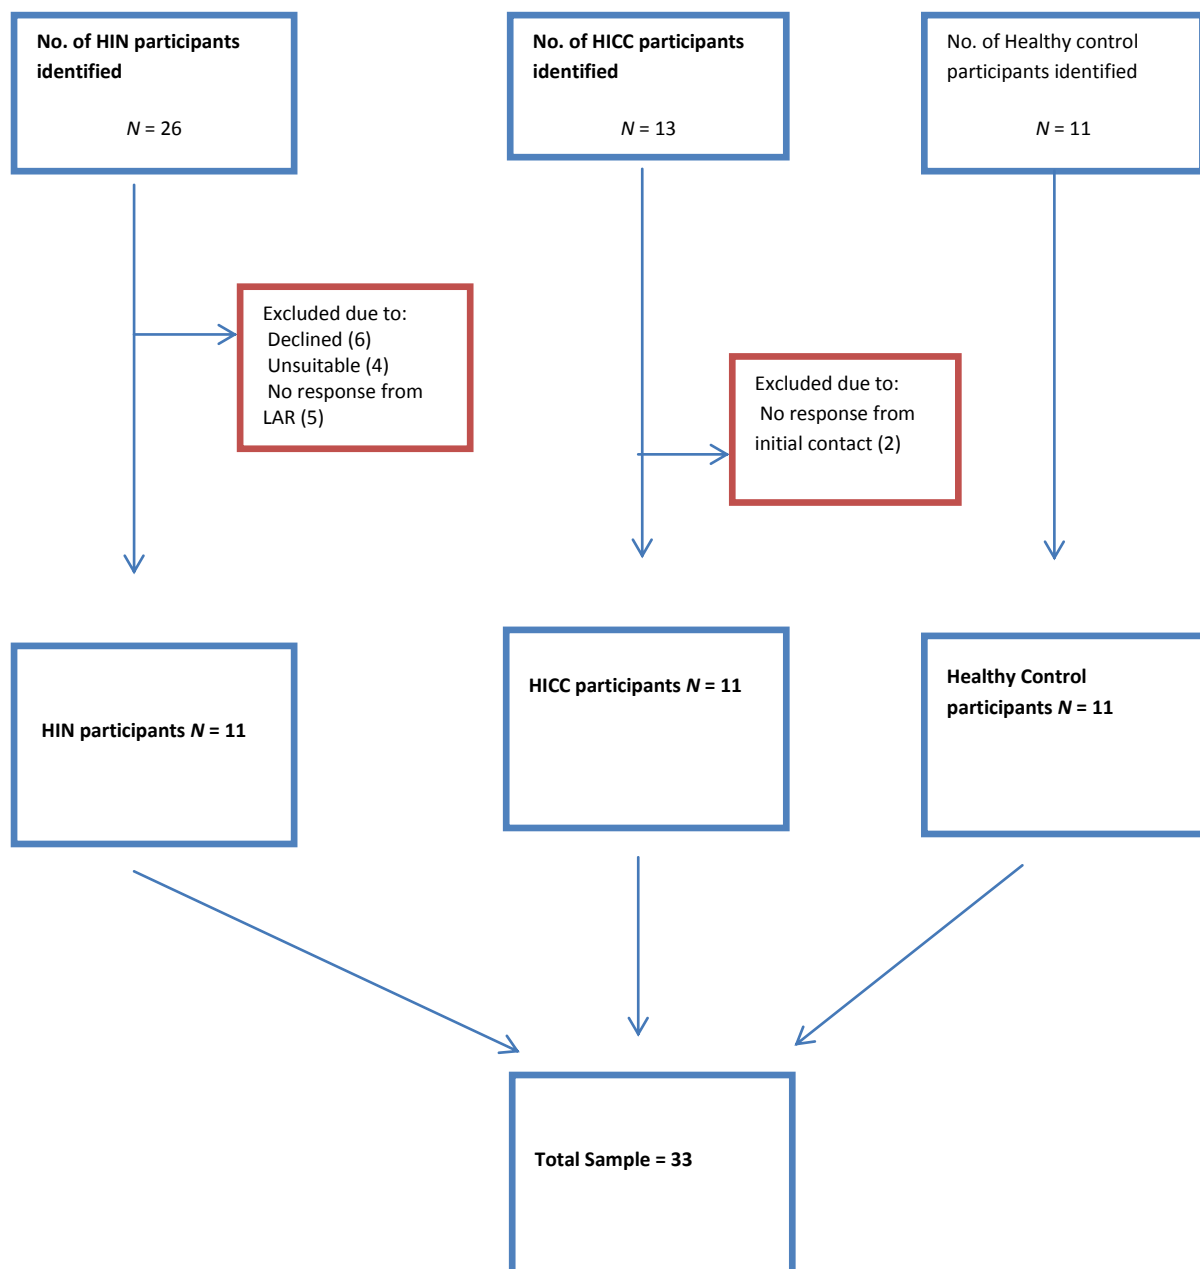 No. of HIN participants
identified
N = 26
No. of HICC participants
identified
N = 13
No. of Healthy control
participants identified
N = 11
Excluded due to:
Declined (6)
Unsuitable (4)
No response from
LAR (5)
Excluded due to:
No response from
initial contact (2)
HIN participants N = 11
HICC participants N = 11
Healthy Control
participants N = 11
Total Sample = 33